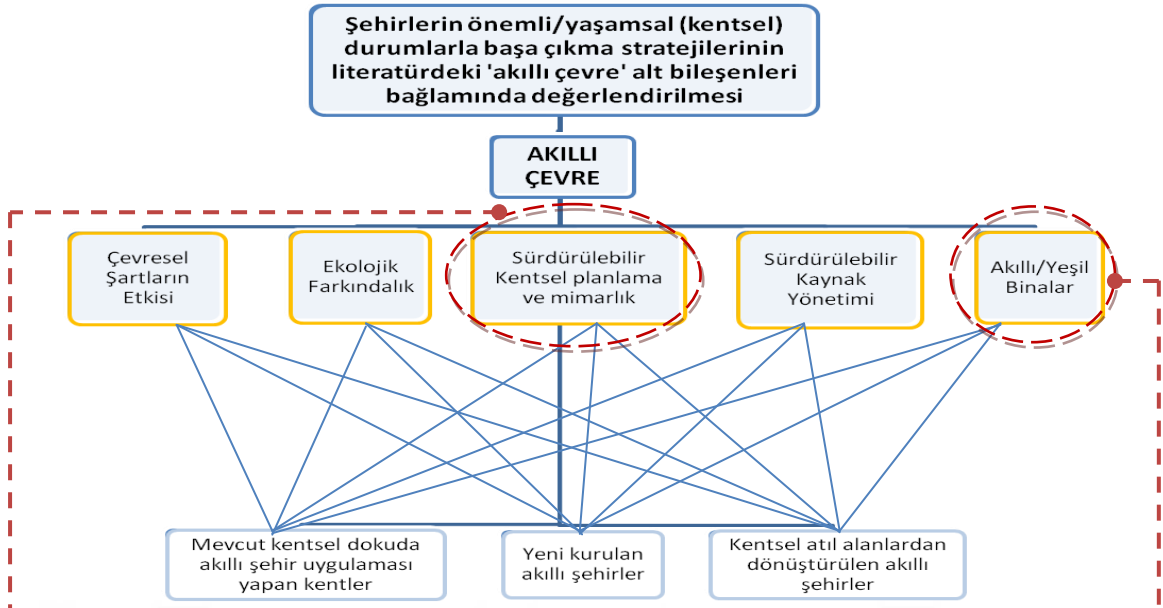 Şehirlerin önemli/yaşamsal (kentsel)
durumlarla başa çıkma stratejilerinin
literatürdeki 'akıllı çevre' alt bileşenleri
bağlamında değerlendirilmesi
AKILLI
ÇEVRE
Çevresel
Şartların
Etkisi
Ekolojik
Farkındalık
Sürdürülebilir
Kentsel planlama
ve mimarlık
Sürdürülebilir
Kaynak
Yönetimi
Akıllı/Yeşil
Binalar
Mevcut kentsel dokuda
akıllı şehir uygulaması
yapan kentler
Yeni kurulan
akıllı şehirler
Kentsel atıl alanlardan
dönüştürülen akıllı
şehirler